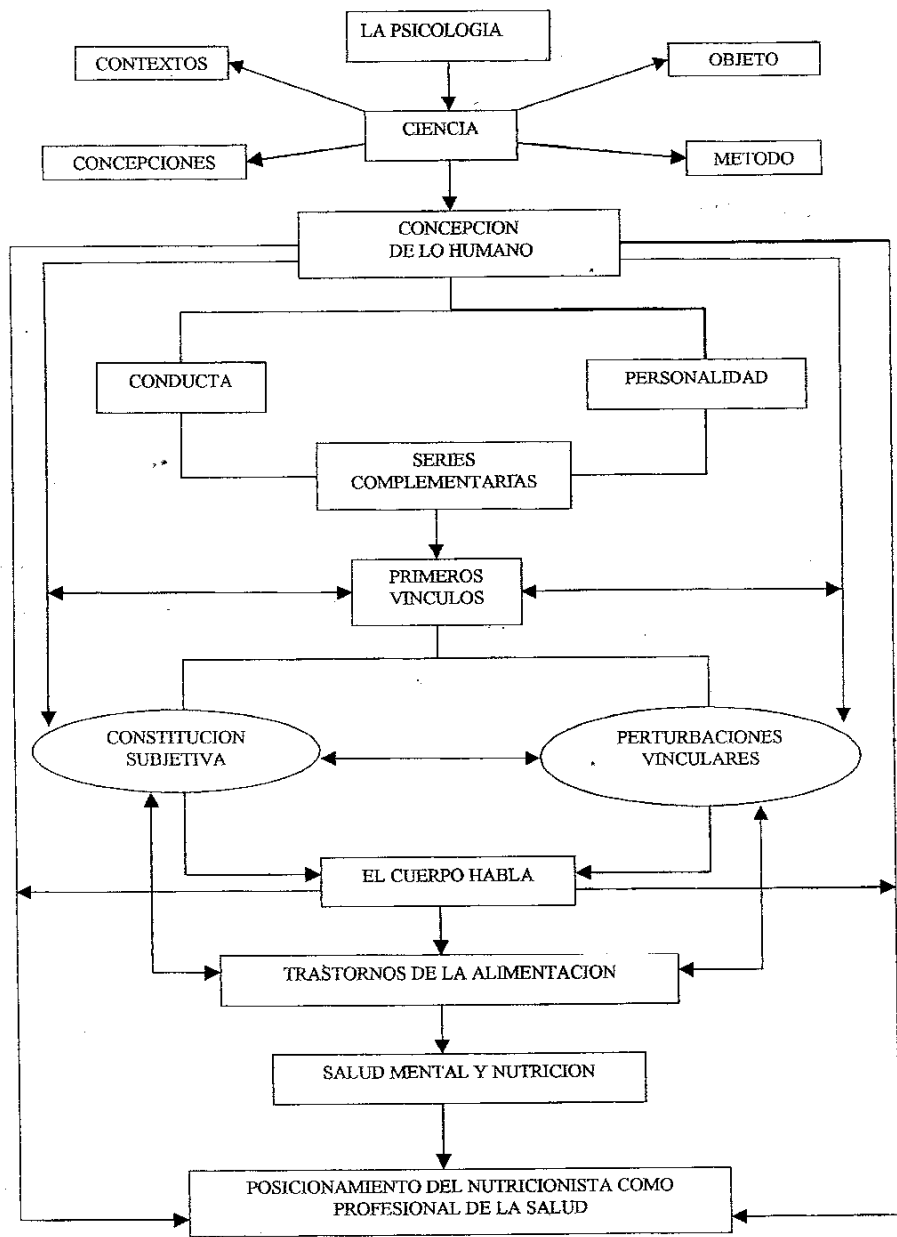 LA PSICOLOGIA
CONTEXTOS
OBJETO
CIENCIA
CONCEPCIONES
METODO
CONCEPCION
DE LO HUMANO
CONDUCTA
PERSONALIDAD
SERIES
COMPLEMENTARIAS
PRIMEROS
VINCULOS
CONSTITUCION
SUBJETIVA
PERTURBACIONES
VINCULARES
EL CUERPO HABLA
TRASTORNOS DE LA ALIMENTACION
SALUD MENTAL Y NUTRICION
POSICIONAMIENTO DEL NUTRICIONISTA COMO
PROFESIONAL DE LA SALUD